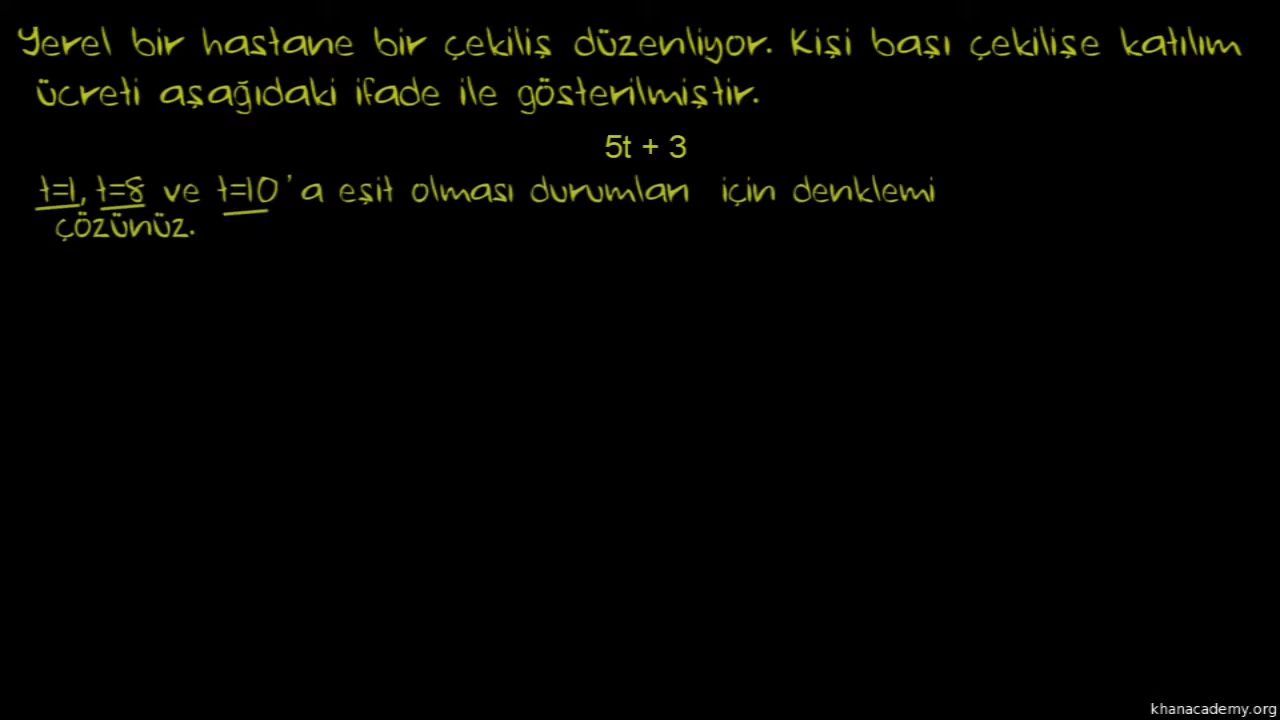 Yerel bir hastane bir çekiliş düzenliyor. Kişi başı çekilişe katılım
ücreti aşağıdaki ifade ile gösterilmiştir.
5t + 3
t=1, t=8 ve t=10'a eşit olması durumları için denklemi
çözünüz.
khanacademy.org